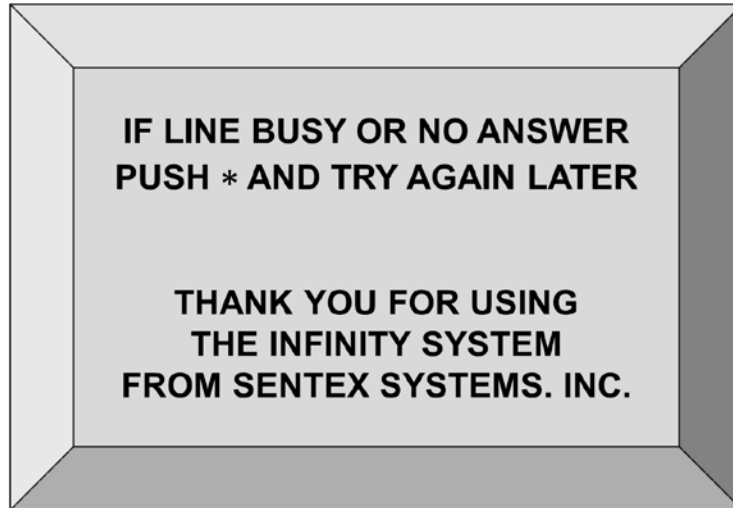 IF LINE BUSY OR NO ANSWER
PUSH * AND TRY AGAIN LATER
THANK YOU FOR USING
THE INFINITY SYSTEM
FROM SENTEX SYSTEMS. INC.